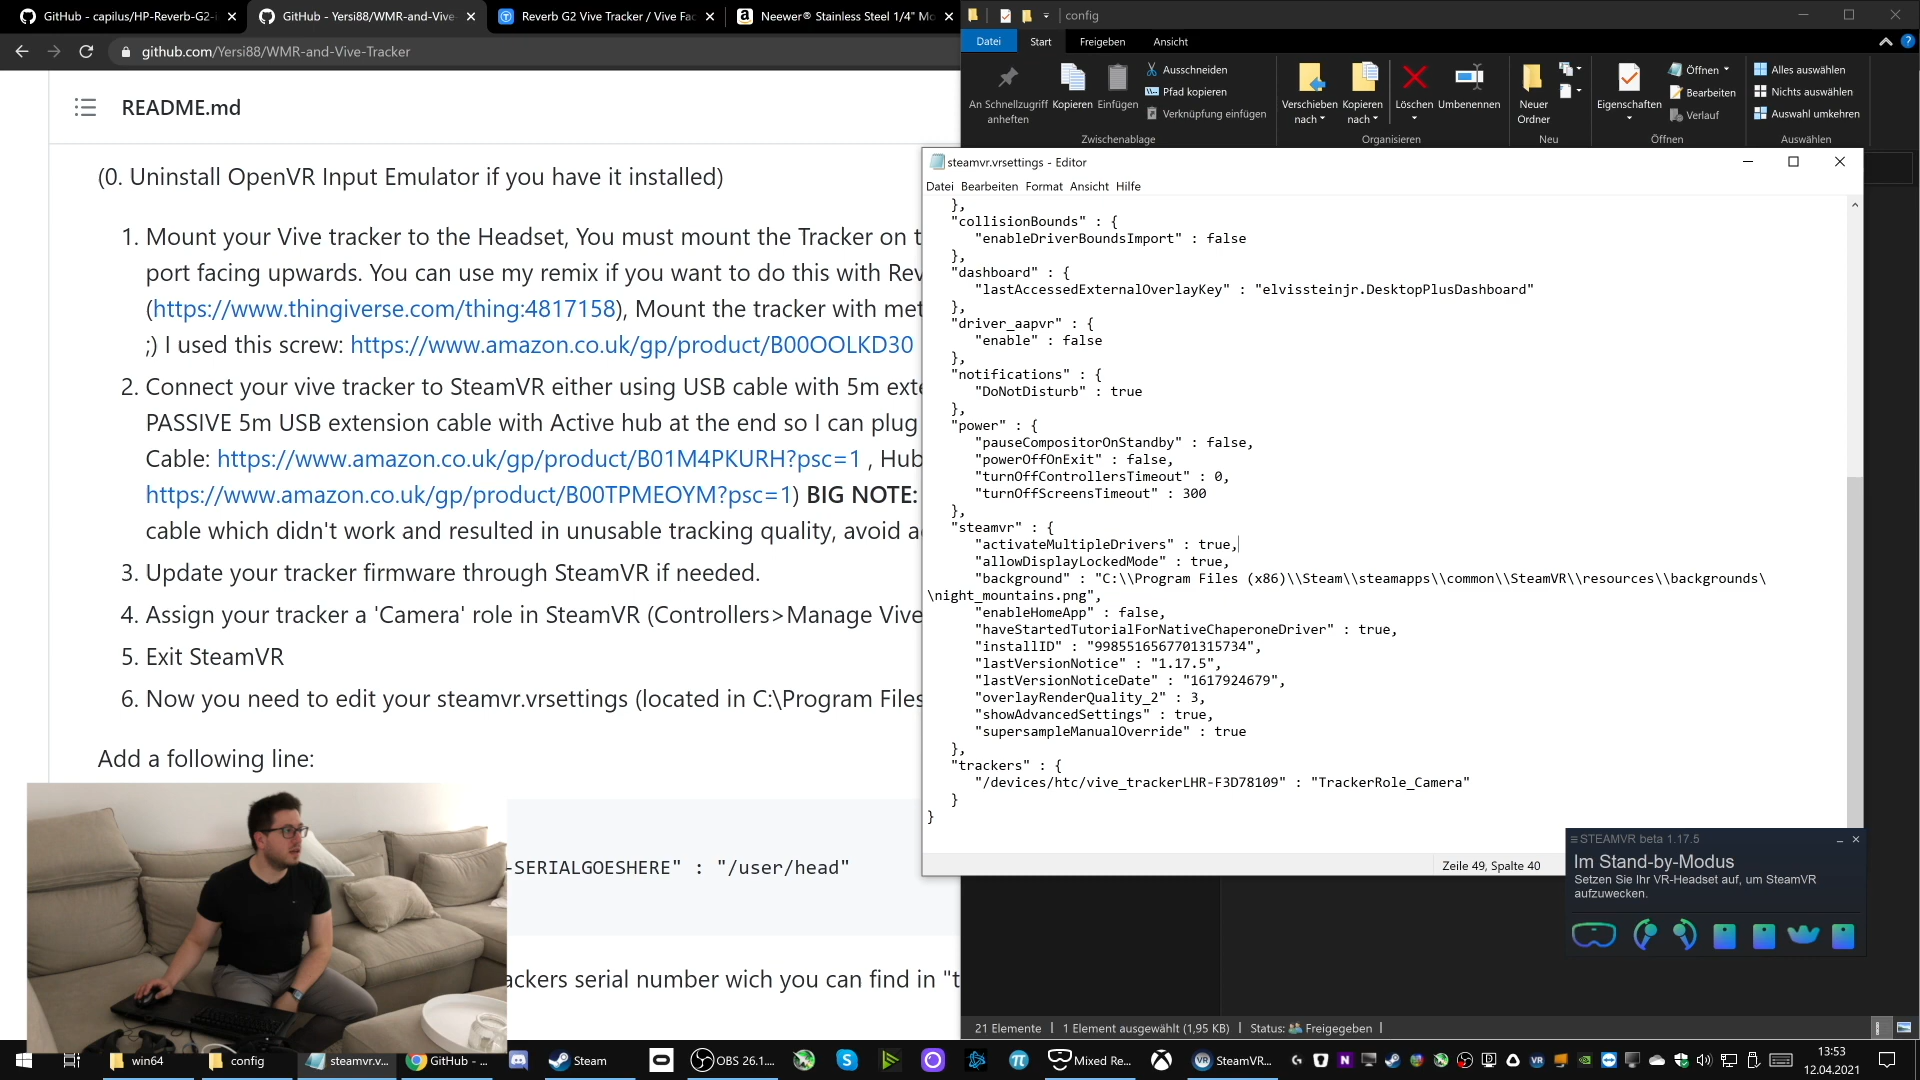 GitHub - capilus/HP-Reverb-G2-i
GitHub - Yersi88/WMR-and-Vive-
Reverb G2 Vive Tracker / Vive Fac
Neewer® Stainless Steel 1/4" Mo
github.com/Yersi88/WMR-and-Vive-Tracker
README.md
(0. Uninstall OpenVR Input Emulator if you have it installed)
1. Mount your Vive tracker to the Headset, You must mount the Tracker on t
port facing upwards. You can use my remix if you want to do this with Rev
(https://www.thingiverse.com/thing:4817158), Mount the tracker with met
;) I used this screw: https://www.amazon.co.uk/gp/product/B00OOLKD30
2. Connect your vive tracker to SteamVR either using USB cable with 5m exte
PASSIVE 5m USB extension cable with Active hub at the end so I can plug
Cable: https://www.amazon.co.uk/gp/product/B01M4PKURH?psc=1 , Hub
https://www.amazon.co.uk/gp/product/B00TPMEOYM?psc=1) BIG NOTE:
cable which didn't work and resulted in unusable tracking quality, avoid a
3. Update your tracker firmware through SteamVR if needed.
4. Assign your tracker a 'Camera' role in SteamVR (Controllers>Manage Vive
5. Exit SteamVR
6. Now you need to edit your steamvr.vrsettings (located in C:\Program Files
Add a following line:
-SERIALGOESHERE" : "/user/head"
ackers serial number wich you can find in "t
config
Datei Start Freigeben Ansicht
An Schnellzugriff anheften
Kopieren
Einfügen
Ausschneiden
Pfad kopieren
Verknüpfung einfügen
Zwischenablage
Verschieben nach
Kopieren nach
Löschen
Umbenennen
Organisieren
Neuer Ordner
Neu
Eigenschaften
Öffnen
Bearbeiten
Verlauf
Öffnen
Alles auswählen
Nichts auswählen
Auswahl umkehren
Auswählen
steamvr.vrsettings - Editor
Datei Bearbeiten Format Ansicht Hilfe
},
"collisionBounds" : {
"enableDriverBoundsImport" : false
},
"dashboard" : {
"lastAccessedExternalOverlayKey" : "elvissteinjr.DesktopPlusDashboard"
},
"driver_aapvr" : {
"enable" : false
},
"notifications" : {
"DoNotDisturb" : true
},
"power" : {
"pauseCompositorOnStandby" : false,
"powerOffOnExit" : false,
"turnOffControllersTimeout" : 0,
"turnOffScreensTimeout" : 300
},
"steamvr" : {
"activateMultipleDrivers" : true,
"allowDisplayLockedMode" : true,
"background" : "C:\\Program Files (x86)\\Steam\\steamapps\\common\\SteamVR\\resources\\backgrounds\
\night_mountains.png",
"enableHomeApp" : false,
"haveStartedTutorialForNativeChaperoneDriver" : true,
"installID" : "9985516567701315734",
"lastVersionNotice" : "1.17.5",
"lastVersionNoticeDate" : "1617924679",
"overlayRenderQuality_2" : 3,
"showAdvancedSettings" : true,
"supersampleManualOverride" : true
},
"trackers" : {
"/devices/htc/vive_trackerLHR-F3D78109" : "TrackerRole_Camera"
}
}
Zeile 49, Spalte 40
STEAMVR beta 1.17.5
Im Stand-by-Modus
Setzen Sie Ihr VR-Headset auf, um SteamVR
aufzuwecken.
21 Elemente | 1 Element ausgewählt (1,95 KB) | Status: Freigegeben |
win64
config
steamvr.v...
GitHub - ...
Steam
OBS 26.1....
Mixed Re...
SteamVR...
13:53
12.04.2021